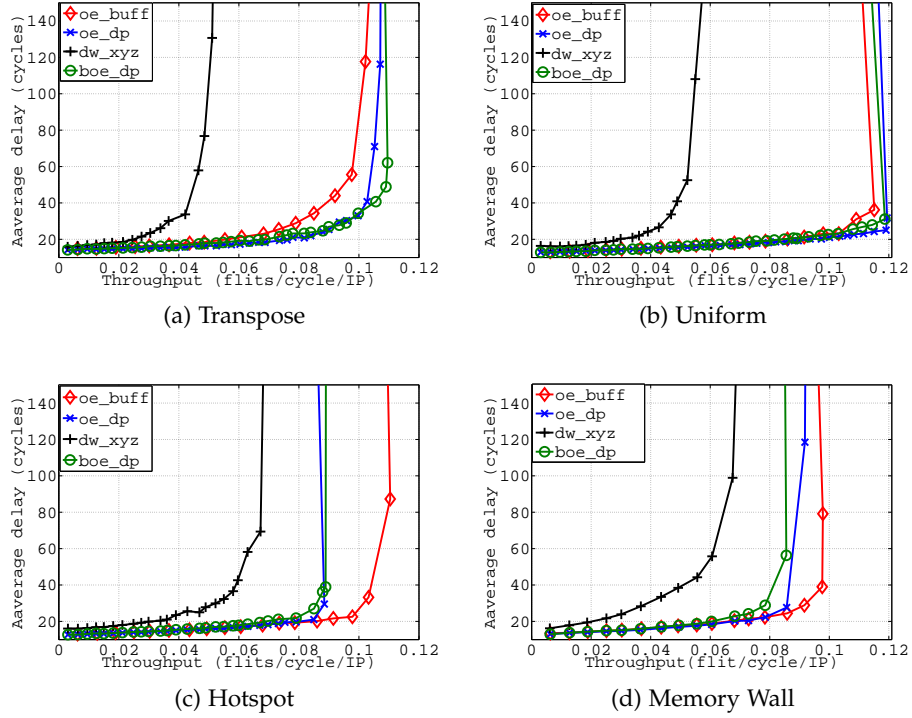 140
120
100
80
60
40
20
Aaverage delay (cycles)
oe_buff
oe_dp
dw_xyz
boe_dp
0 0.02 0.04 0.06 0.08 0.1 0.12
Throughput (flits/cycle/IP)
(a) Transpose
140
120
100
80
60
40
20
Aaverage delay (cycles)
oe_buff
oe_dp
dw_xyz
boe_dp
0 0.02 0.04 0.06 0.08 0.1 0.12
Throughput (flits/cycle/IP)
(b) Uniform
140
120
100
80
60
40
20
Aaverage delay (cycles)
oe_buff
oe_dp
dw_xyz
boe_dp
0 0.02 0.04 0.06 0.08 0.1 0.12
Throughput (flits/cycle/IP)
(c) Hotspot
140
120
100
80
60
40
20
Aaverage delay (cycles)
oe_buff
oe_dp
dw_xyz
boe_dp
0 0.02 0.04 0.06 0.08 0.1 0.12
Throughput(flit/cycle/IP)
(d) Memory Wall